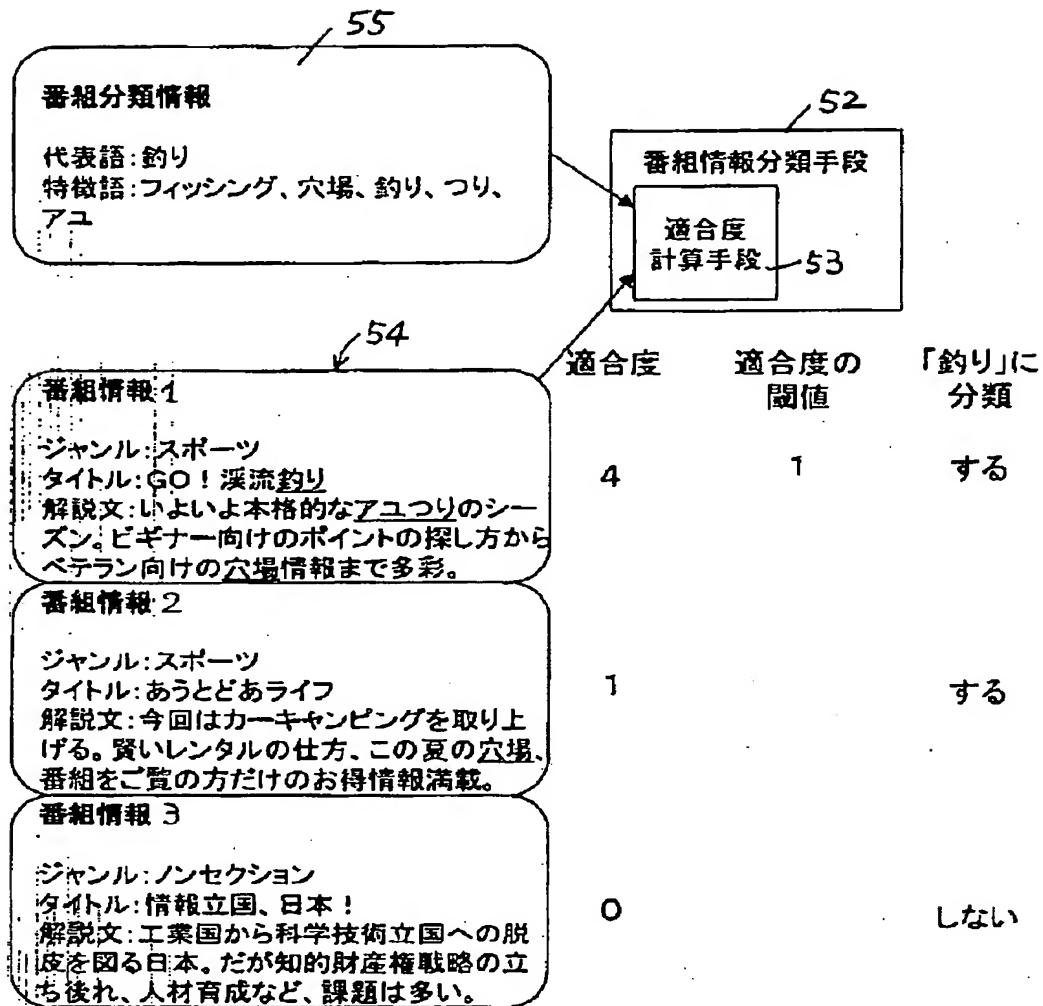 55
番組分類情報
代表語:釣り
特徴語:フィッシング、穴場、釣り、つり、
アユ
52
番組情報分類手段
適合度
計算手段
53
54
適合度
適合度の
閾値
「釣り」に
分類
番組情報 1
ジャンル:スポーツ
タイトル:GO!渓流釣り
解説文:いよいよ本格的なアユつりのシー
ズン。ビギナー向けのポイントの探し方から
ベテラン向けの穴場情報まで多彩。
4
1
する
番組情報 2
ジャンル:スポーツ
タイトル:あうとどあライフ
解説文:今回はカーキャンピングを取り上
げる。賢いレンタルの仕方、この夏の穴場、
番組をご覧の方だけのお得情報満載。
1
する
番組情報 3
ジャンル:ノンセクション
タイトル:情報立国、日本!
解説文:工業国から科学技術立国への脱
皮を図る日本。だが知的財産権戦略の立
ち後れ、人材育成など、課題は多い。
0
しない